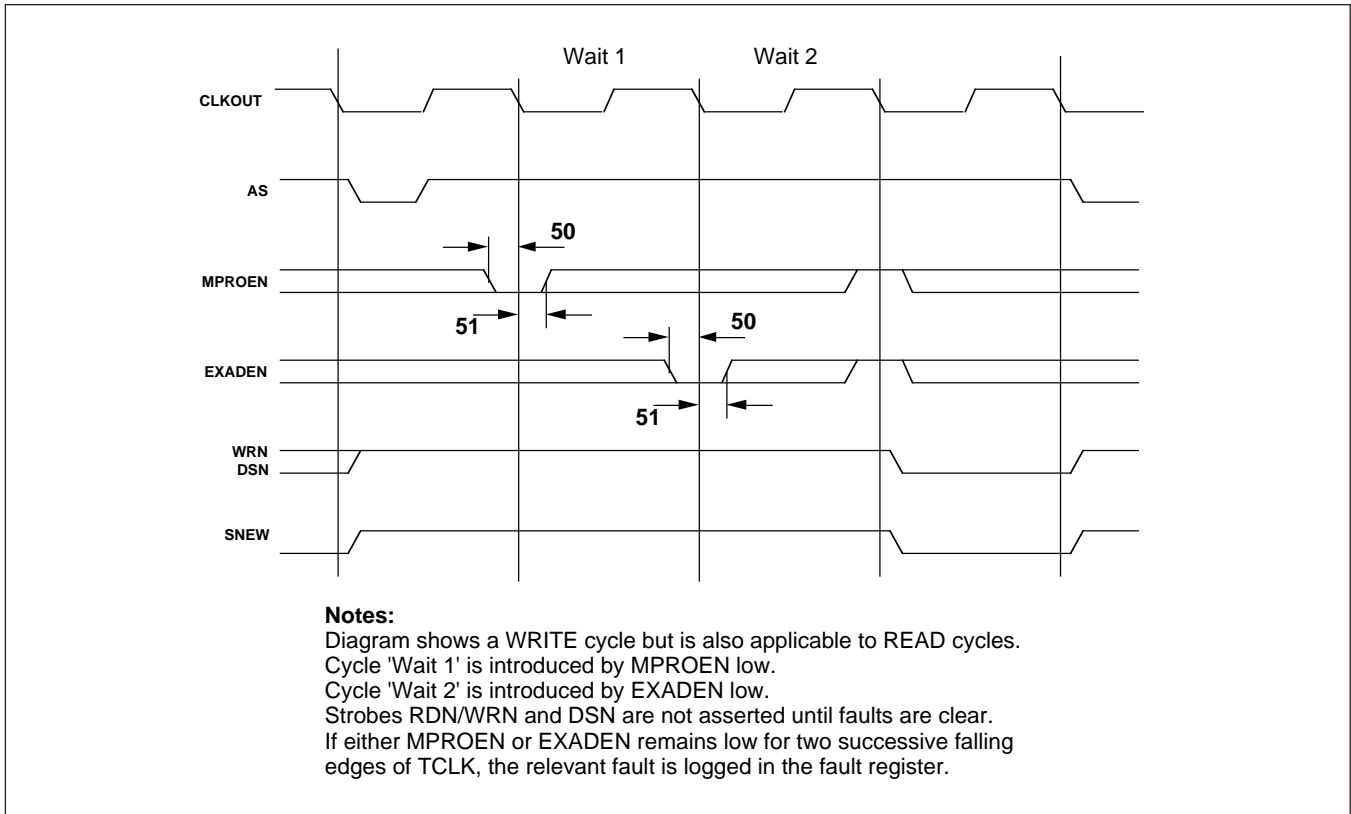 Wait 1 Wait 2
CLKOUT
AS
50
MPROEN
51
50
EXADEN
51
WRN
DSN
SNEW
Notes:
Diagram shows a WRITE cycle but is also applicable to READ cycles.
Cycle 'Wait 1' is introduced by MPROEN low.
Cycle 'Wait 2' is introduced by EXADEN low.
Strobes RDN/WRN and DSN are not asserted until faults are clear.
If either MPROEN or EXADEN remains low for two successive falling
edges of TCLK, the relevant fault is logged in the fault register.